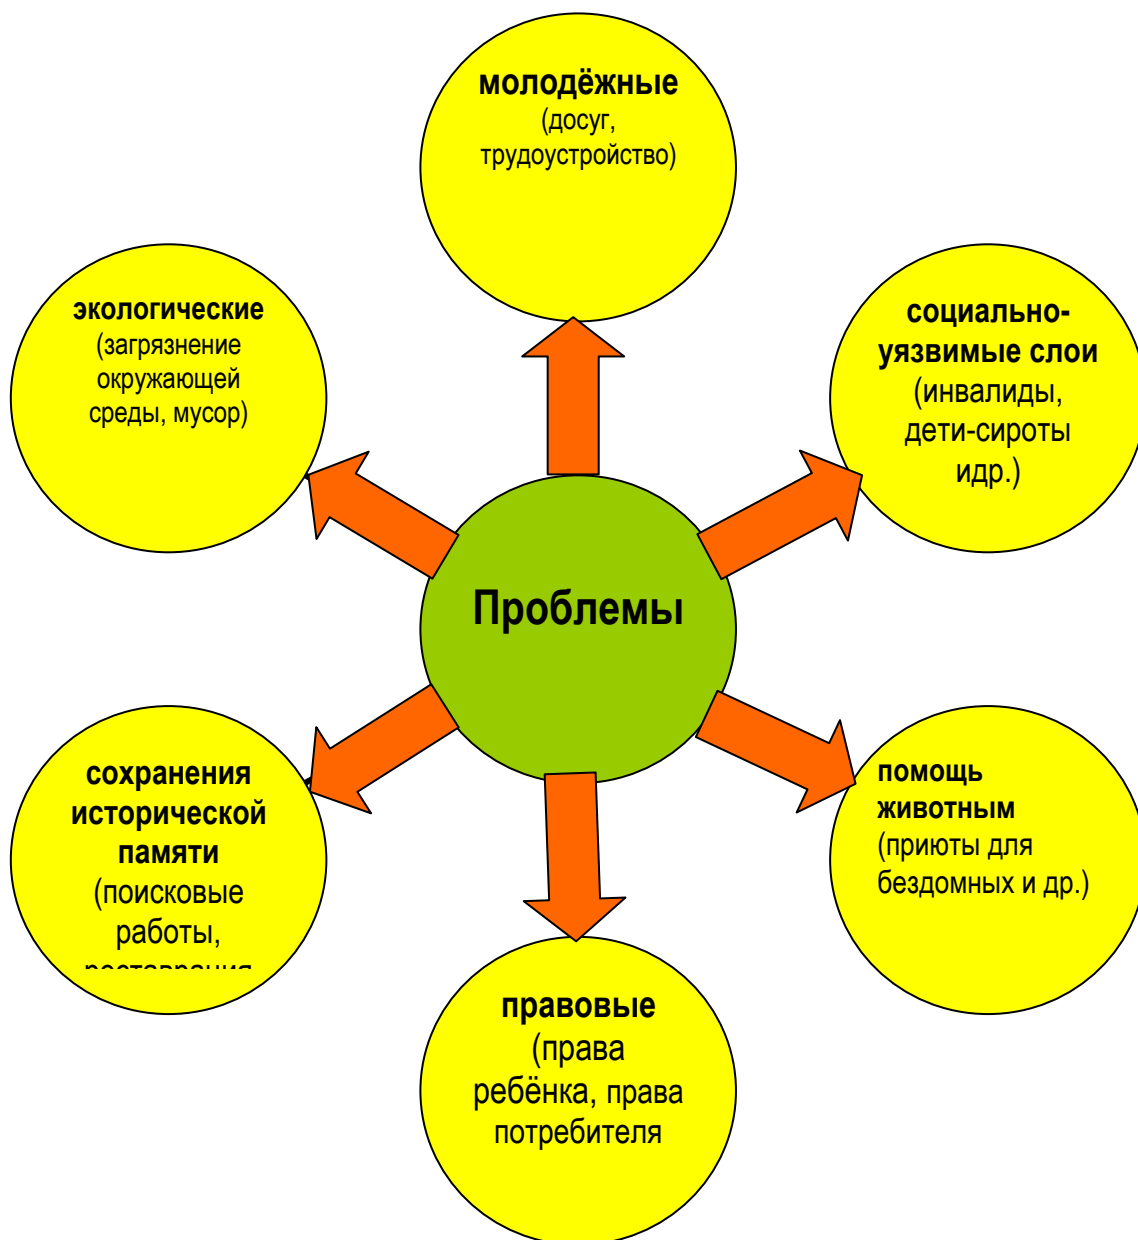 молодёжные
(досуг,
трудоустройство)
экологические
(загрязнение
окружающей
среды, мусор)
социально-
уязвимые слои
(инвалиды,
дети-сироты
идр.)
Проблемы
сохранения
исторической
памяти
(поисковые
работы,
помощь
животным
(приюты для
бездомных и др.)
правовые
(права
ребёнка, права
потребителя